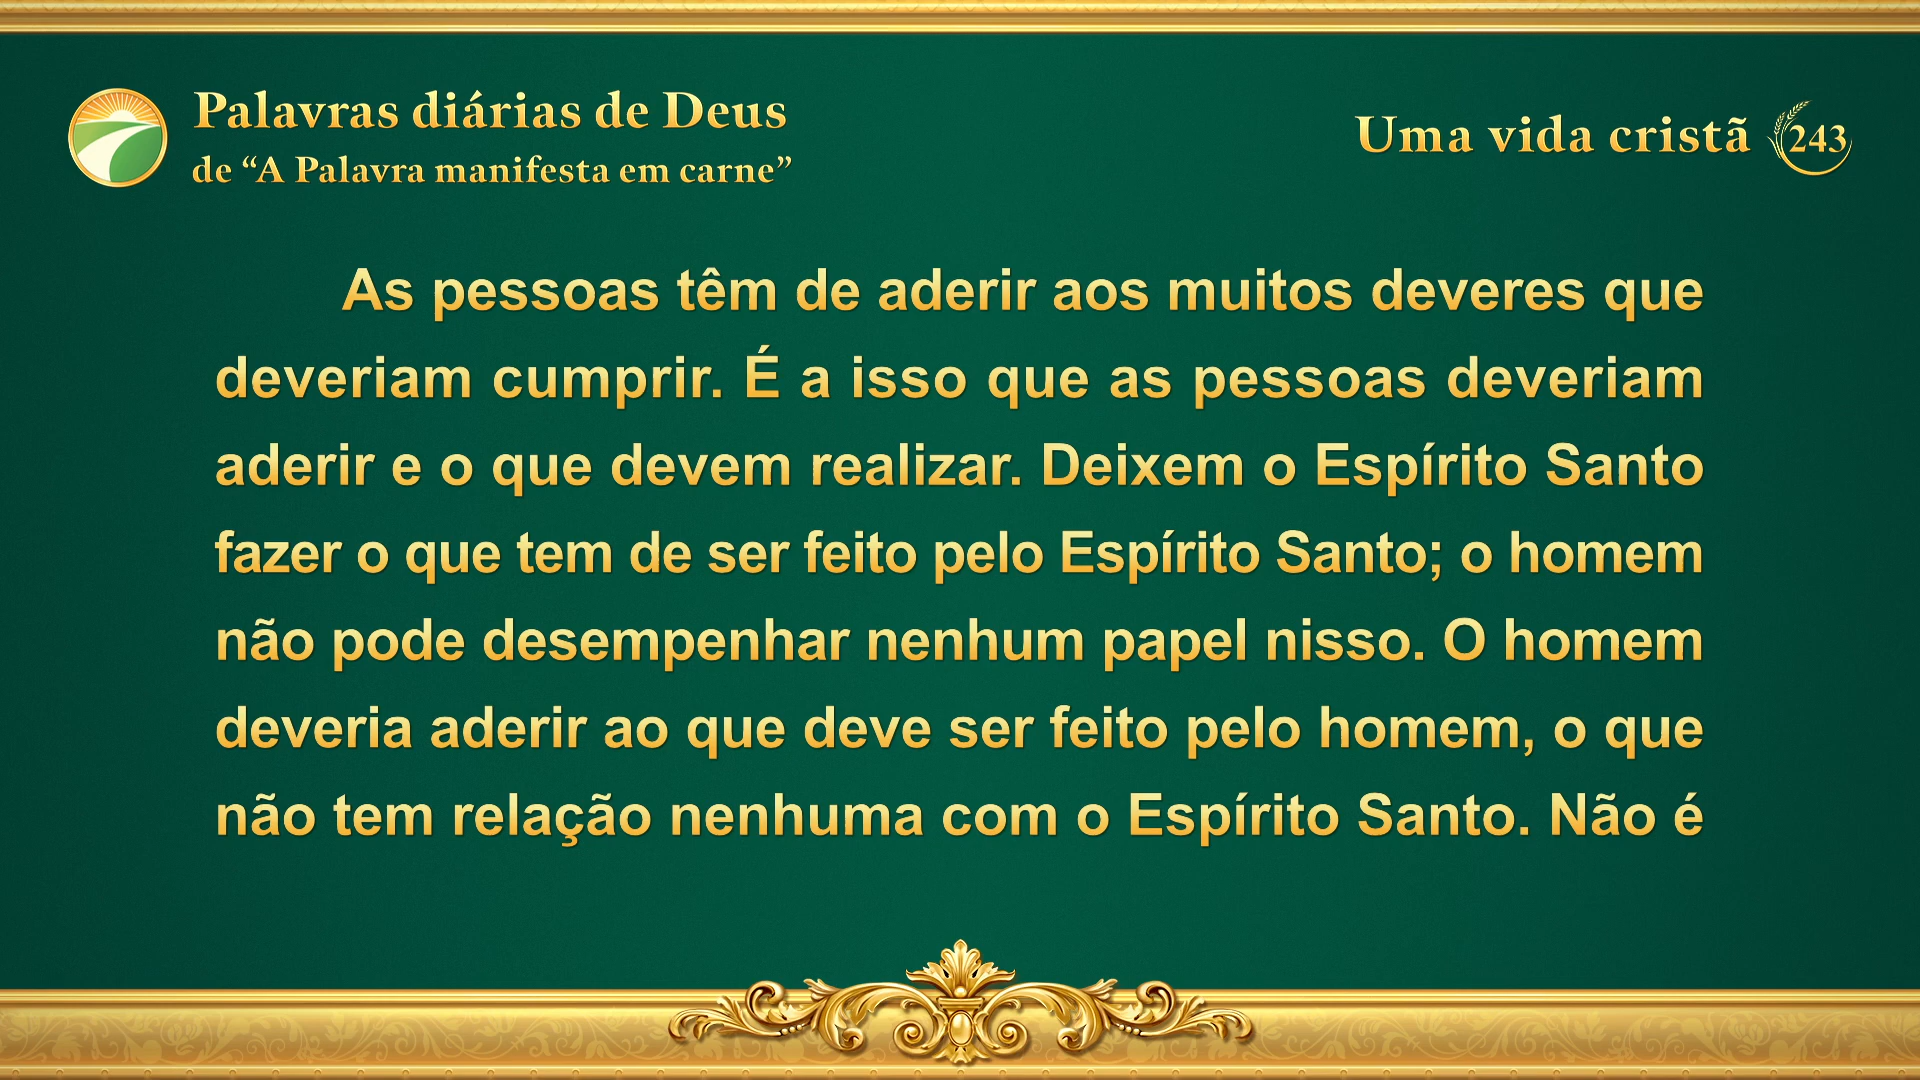 Palavras diárias de Deus
de “A Palavra manifesta em carne”
Uma vida cristã 243
As pessoas têm de aderir aos muitos deveres que
deveriam cumprir. É a isso que as pessoas deveriam
aderir e o que devem realizar. Deixem o Espírito Santo
fazer o que tem de ser feito pelo Espírito Santo; o homem
não pode desempenhar nenhum papel nisso. O homem
deveria aderir ao que deve ser feito pelo homem, o que
não tem relação nenhuma com o Espírito Santo. Não é